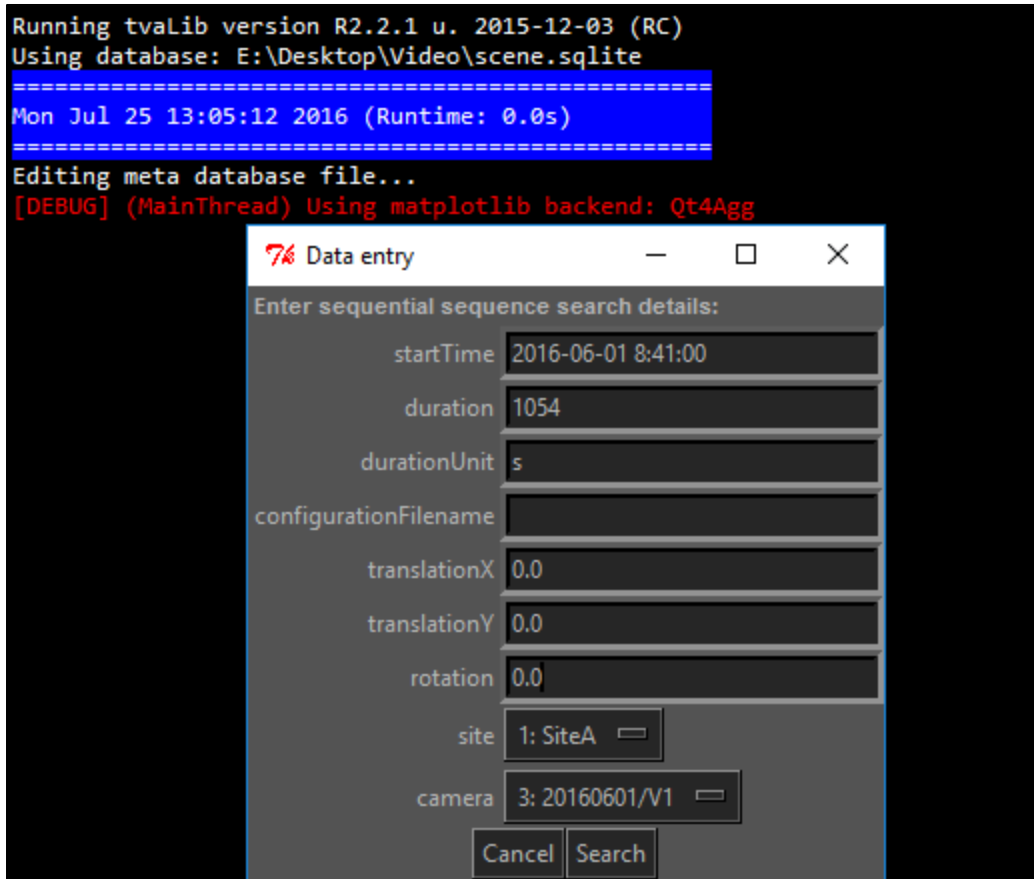 Running tvaLib version R2.2.1 u. 2015-12-03 (RC)
Using database: E:\Desktop\Video\scene.sqlite
==================================================
Mon Jul 25 13:05:12 2016 (Runtime: 0.0s)
==================================================
Editing meta database file...
[DEBUG] (MainThread) Using matplotlib backend: Qt4Agg
Data entry
Enter sequential sequence search details:
startTime 2016-06-01 8:41:00
duration 1054
durationUnit s
configurationFilename
translationX 0.0
translationY 0.0
rotation 0.0
site 1: SiteA
camera 3: 20160601/V1
Cancel Search